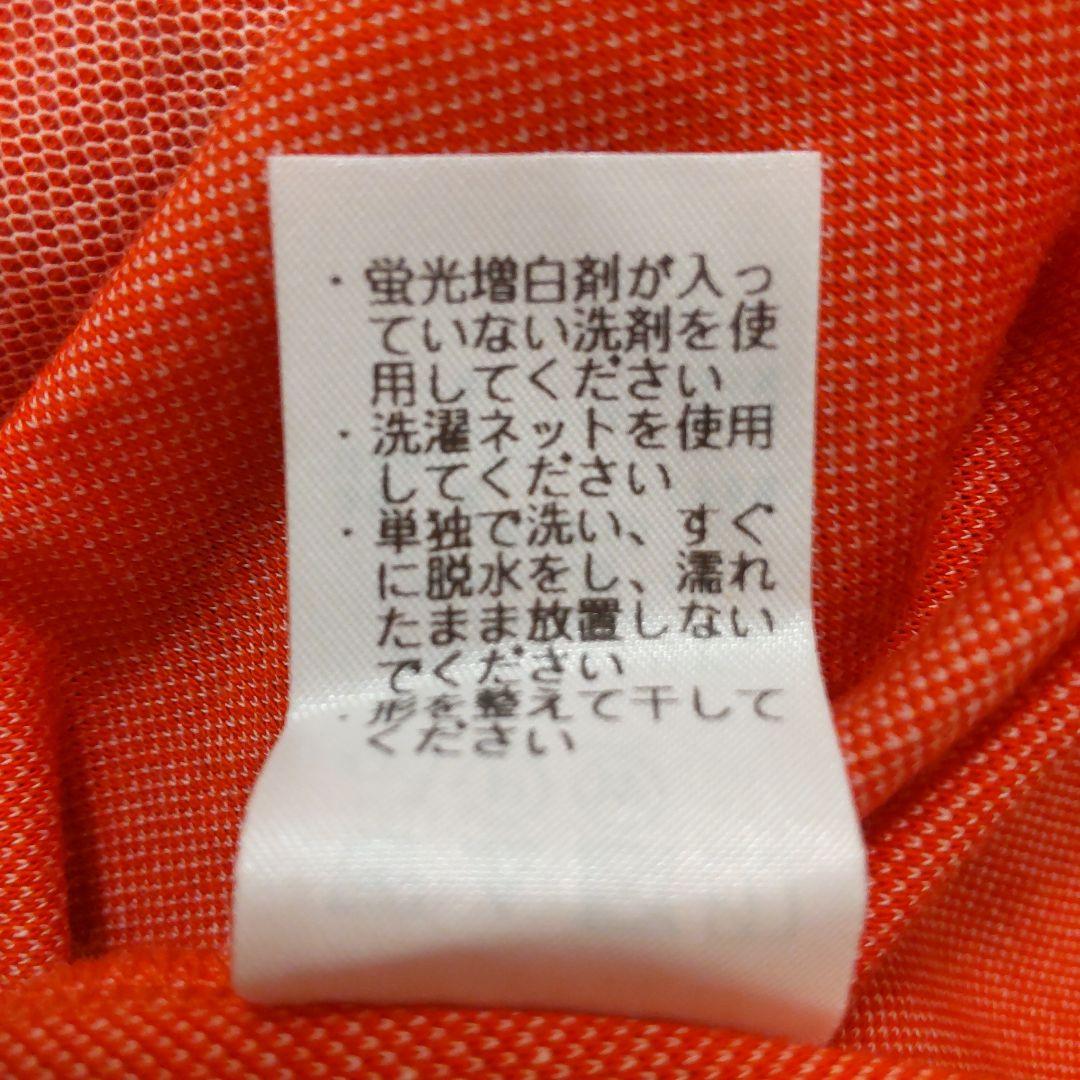 ・蛍光増白剤が入っ
ていない洗剤を使
用してください
・洗濯ネットを使用
してください
・単独で洗い、すぐ
に脱水をし、濡れ
たまま放置しない
でください
・形を整えて干して
ください